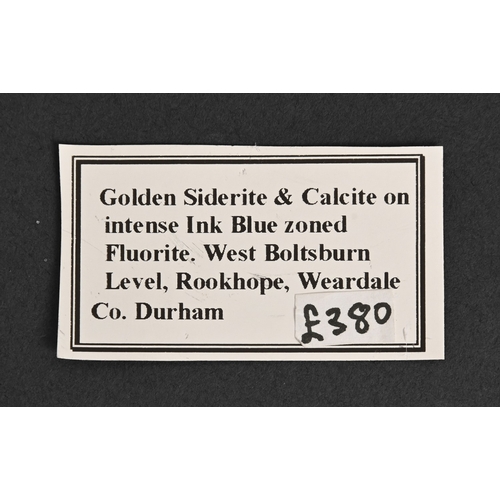 Golden Siderite & Calcite on
intense Ink Blue zoned
Fluorite. West Boltsburn
Level, Rookhope, Weardale
Co. Durham
£380